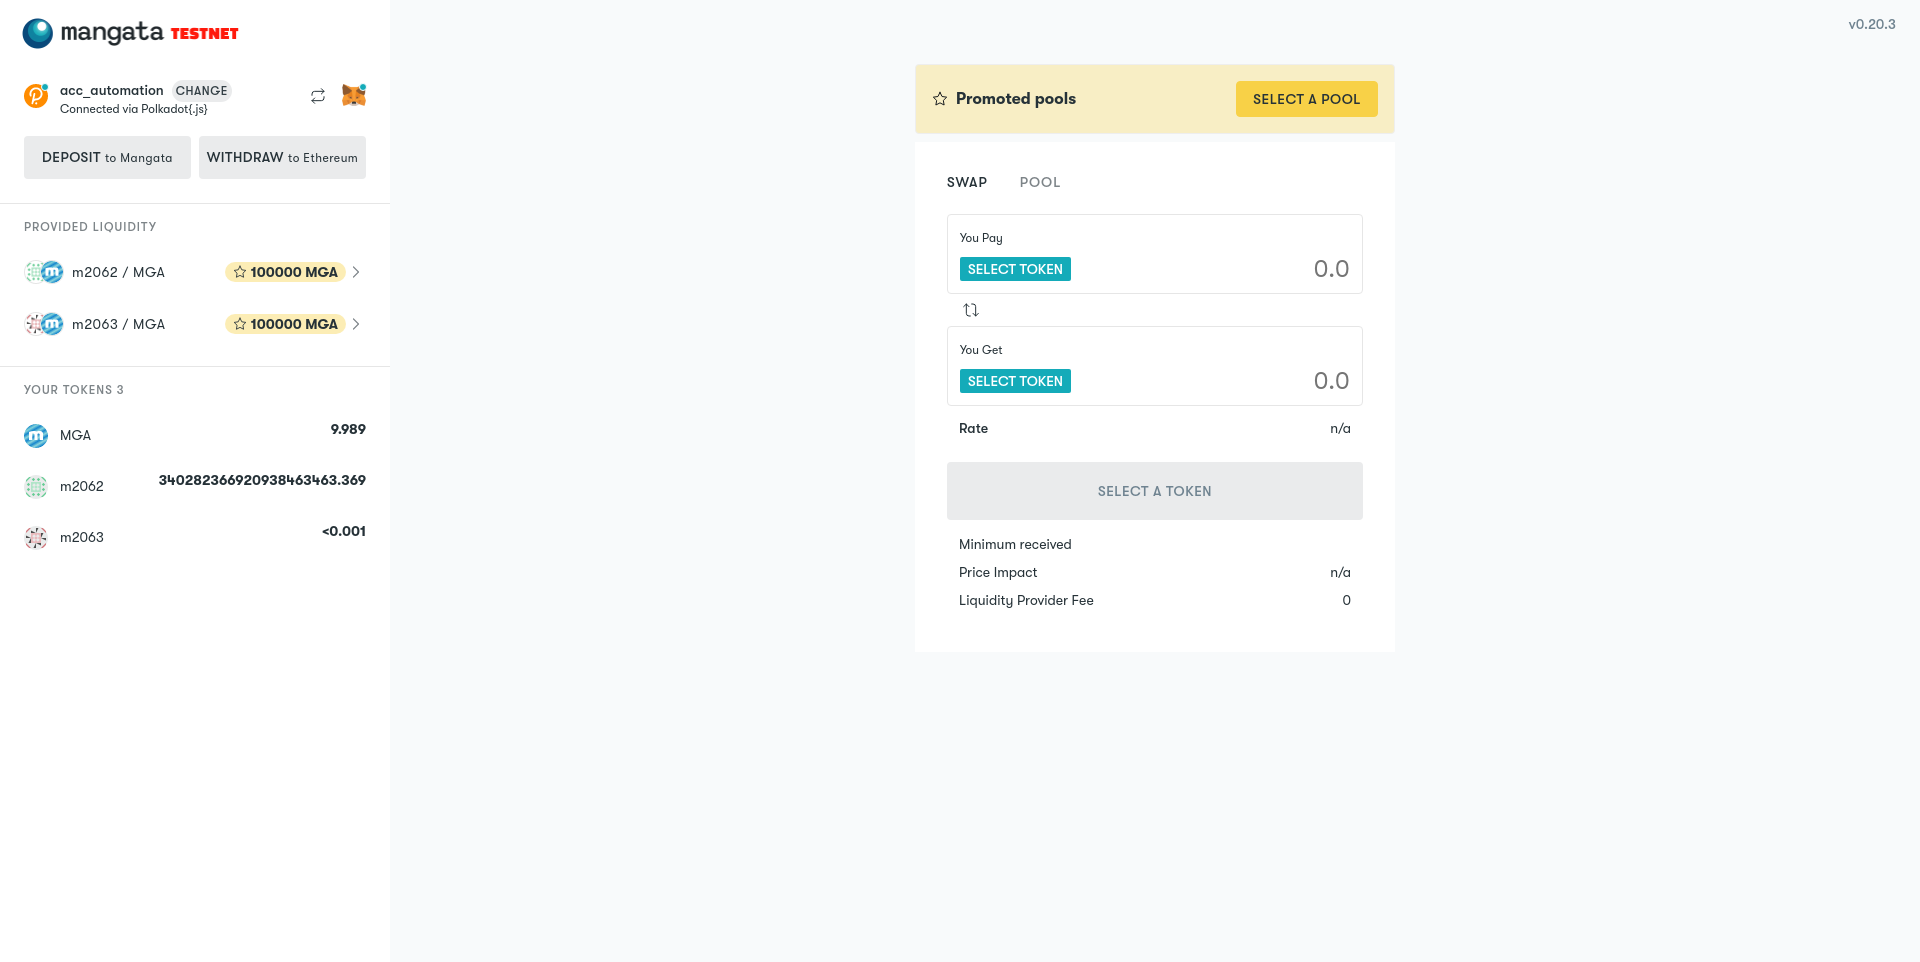 mangata TESTNET
v0.20.3
acc_automation CHANGE
Connected via Polkadot{.js}
DEPOSIT to Mangata
WITHDRAW to Ethereum
PROVIDED LIQUIDITY
m2062 / MGA 100000 MGA
m2063 / MGA 100000 MGA
YOUR TOKENS 3
MGA 9.989
m2062 340282366920938463463.369
m2063 <0.001
Promoted pools SELECT A POOL
SWAP POOL
You Pay
SELECT TOKEN 0.0
You Get
SELECT TOKEN 0.0
Rate n/a
SELECT A TOKEN
Minimum received
Price Impact n/a
Liquidity Provider Fee 0